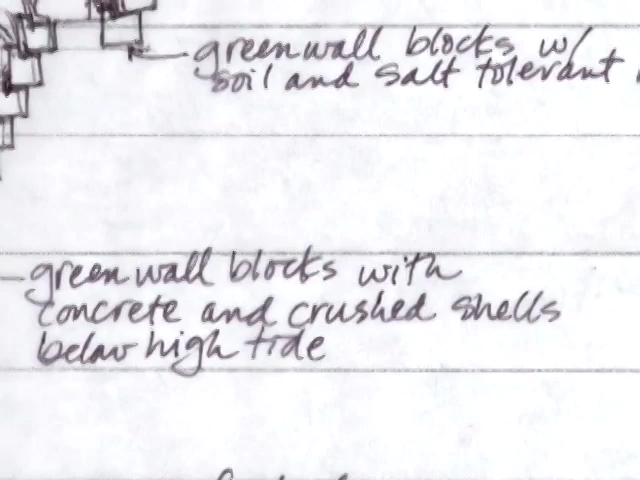 greenwall blocks w/
soil and salt tolerant
greenwall blocks with
concrete and crushed shells
below high tide